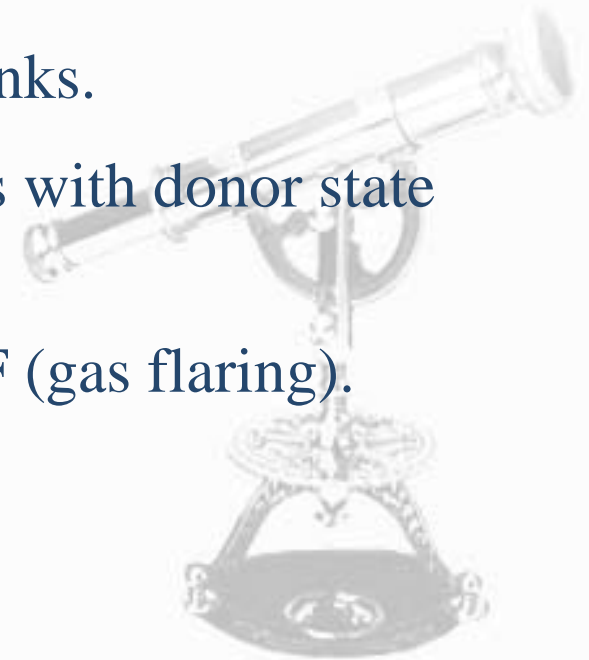 nks.
s with donor state
F (gas flaring).